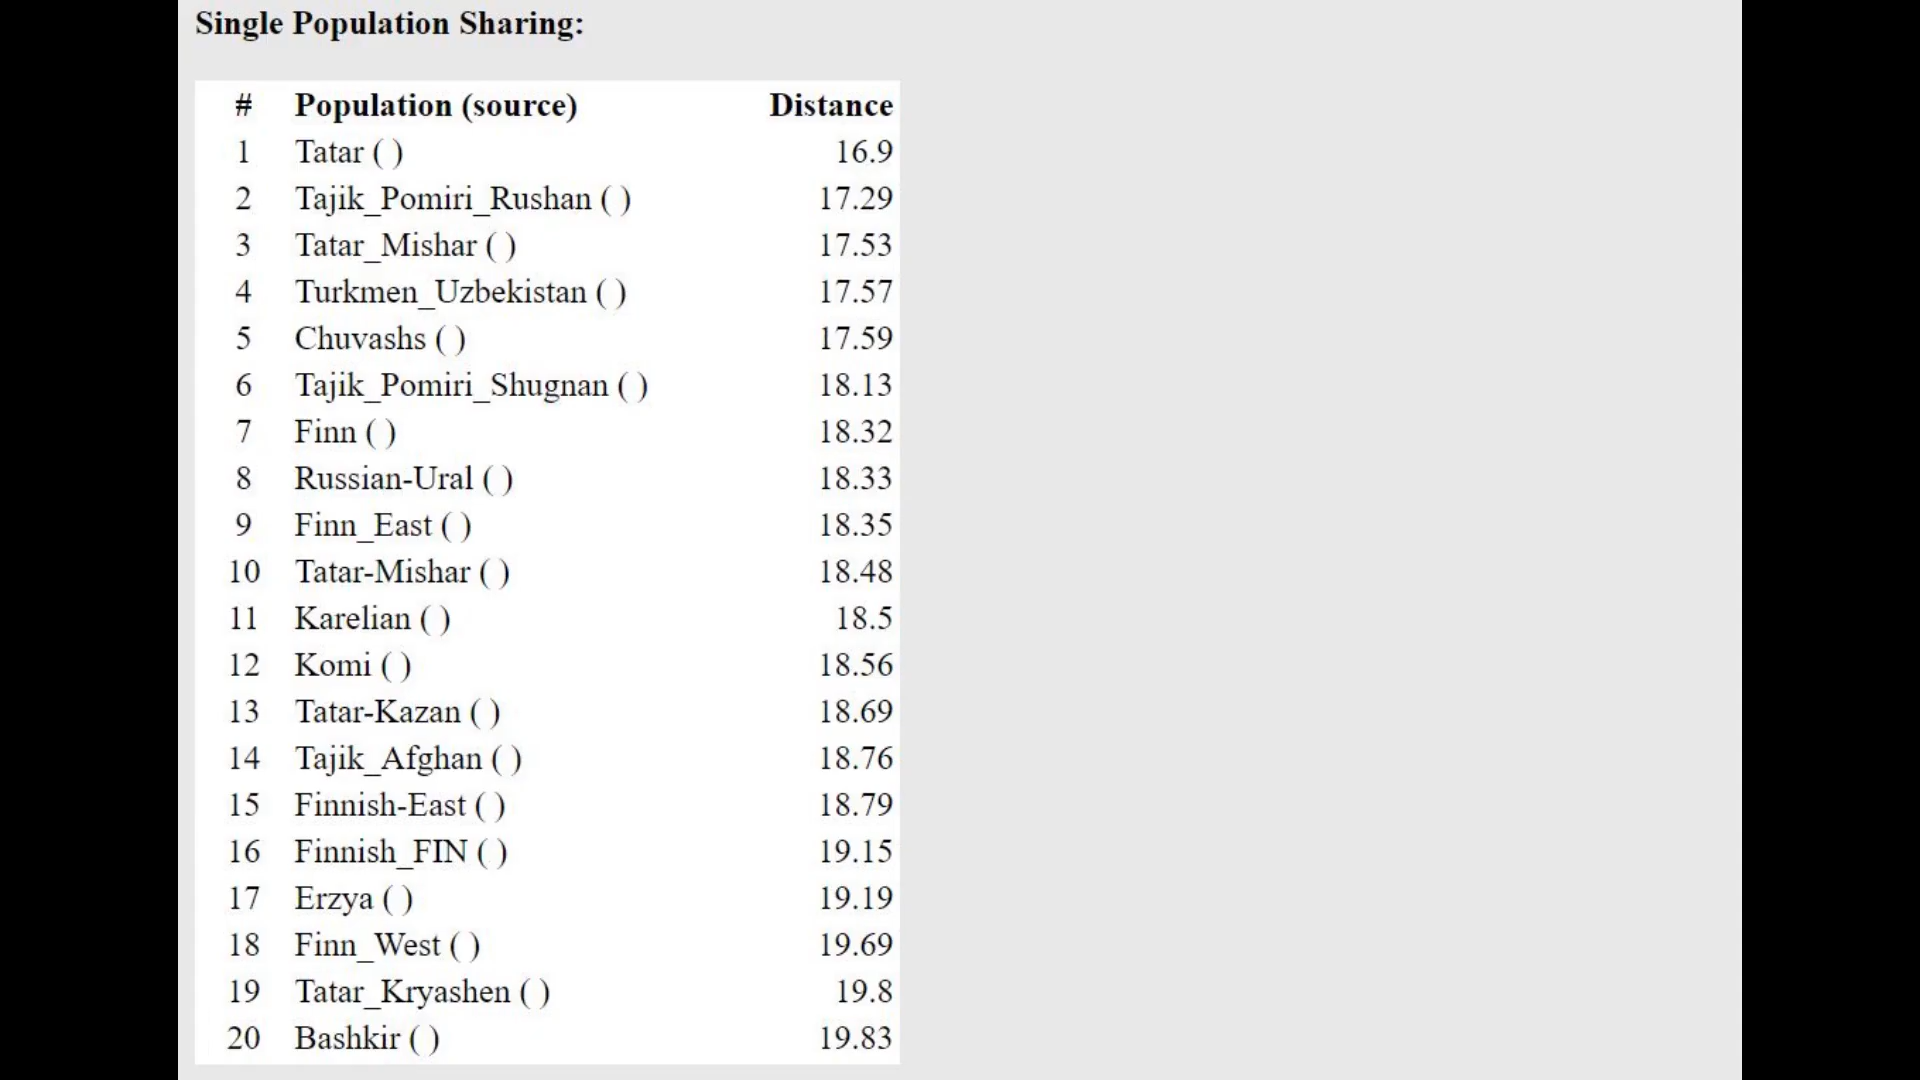 Single Population Sharing:
# Population (source) Distance
1 Tatar ( ) 16.9
2 Tajik_Pomiri_Rushan ( ) 17.29
3 Tatar_Mishar ( ) 17.53
4 Turkmen_Uzbekistan ( ) 17.57
5 Chuvashs ( ) 17.59
6 Tajik_Pomiri_Shugnan ( ) 18.13
7 Finn ( ) 18.32
8 Russian-Ural ( ) 18.33
9 Finn_East ( ) 18.35
10 Tatar-Mishar ( ) 18.48
11 Karelian ( ) 18.5
12 Komi ( ) 18.56
13 Tatar-Kazan ( ) 18.69
14 Tajik_Afghan ( ) 18.76
15 Finnish-East ( ) 18.79
16 Finnish_FIN ( ) 19.15
17 Erzya ( ) 19.19
18 Finn_West ( ) 19.69
19 Tatar_Kryashen ( ) 19.8
20 Bashkir ( ) 19.83